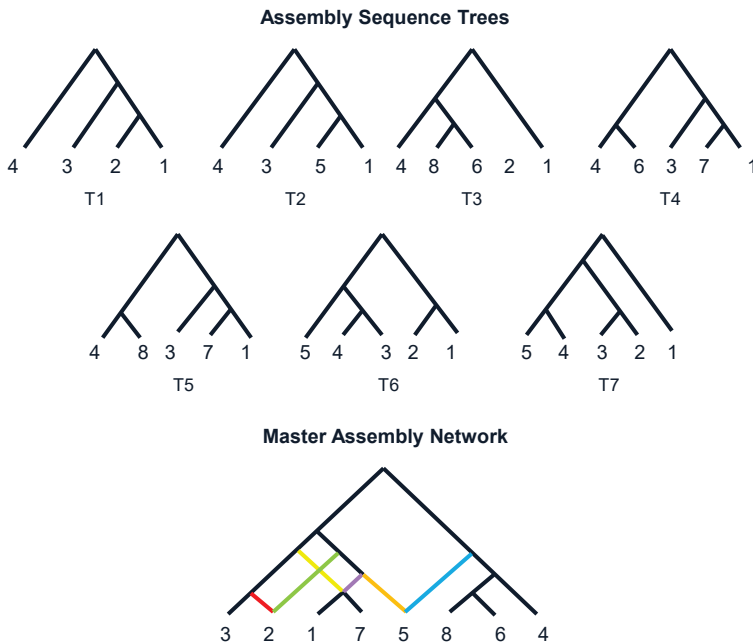 Assembly Sequence Trees
4 3 2 1 4 3 5 1 4 8 6 2 1 4 6 3 7 1
T1 T2 T3 T4
4 8 3 7 1 5 4 3 2 1 5 4 3 2 1
T5 T6 T7
Master Assembly Network
3 2 1 7 5 8 6 4